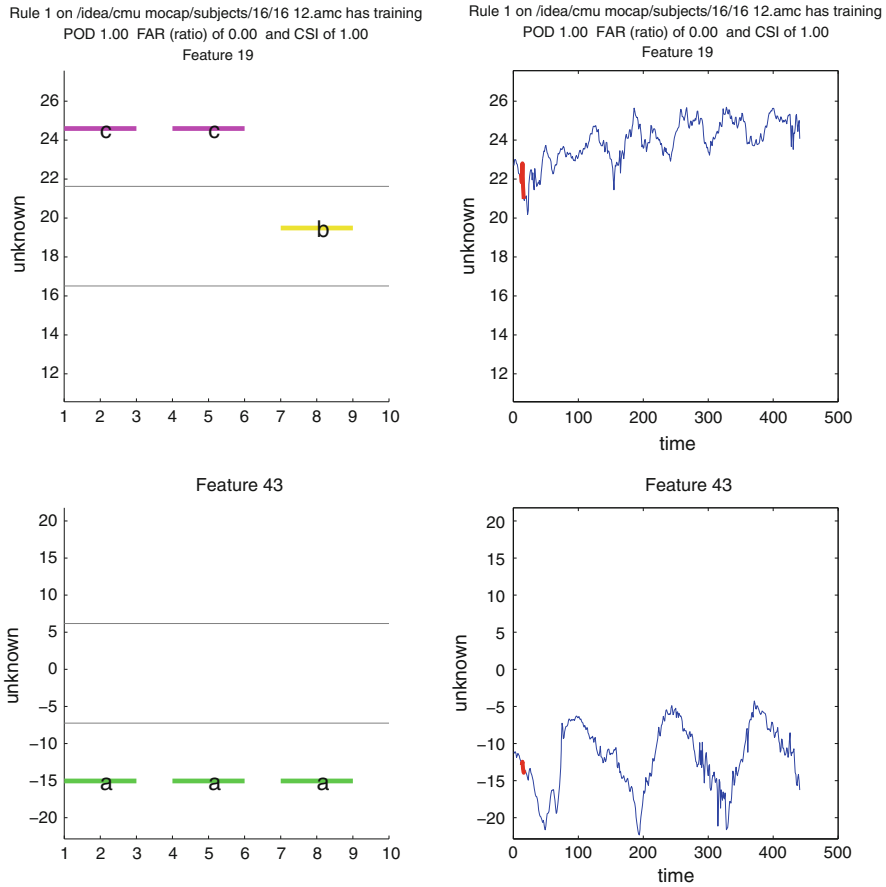 Rule 1 on /idea/cmu mocap/subjects/16/16 12.amc has training
POD 1.00 FAR (ratio) of 0.00 and CSI of 1.00
Feature 19
26
24
22
20
18
16
14
12
unknown
c
c
b
1 2 3 4 5 6 7 8 9 10
Rule 1 on /idea/cmu mocap/subjects/16/16 12.amc has training
POD 1.00 FAR (ratio) of 0.00 and CSI of 1.00
Feature 19
26
24
22
20
18
16
14
12
unknown
0 100 200 300 400 500
time
Feature 43
20
15
10
5
0
−5
−10
−15
−20
unknown
a
a
a
1 2 3 4 5 6 7 8 9 10
Feature 43
20
15
10
5
0
−5
−10
−15
−20
unknown
0 100 200 300 400 500
time